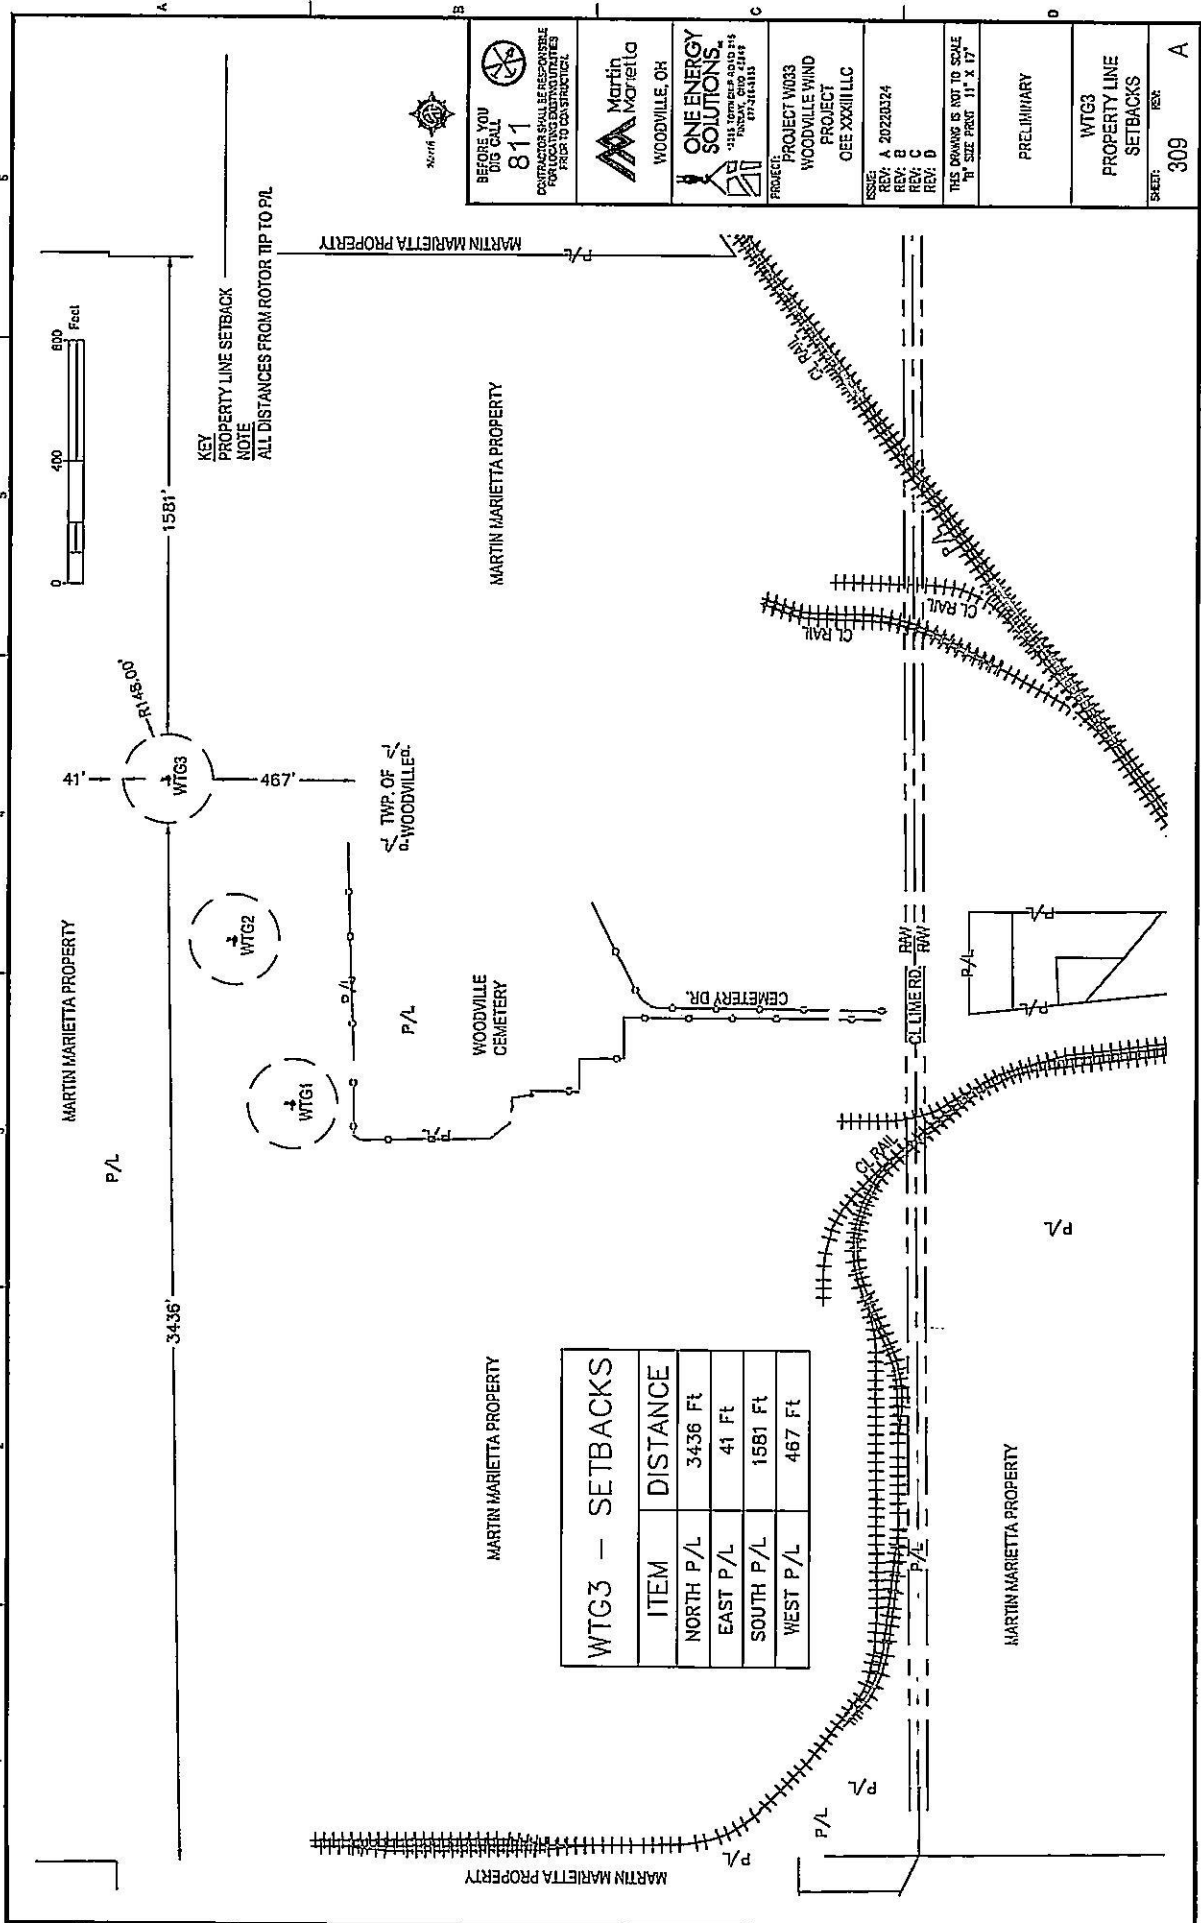 A
B
C
D
North
0
400
800
Feet
KEY
PROPERTY LINE SETBACK
NOTE
ALL DISTANCES FROM ROTOR TIP TO P/L
MARTIN MARIETTA PROPERTY
P/L
3436'
1581'
41'
R145.00'
467'
WTG3
WTG2
WTG1
P/L
P/L
TWP. OF
WOODVILLE
WOODVILLE
CEMETERY
P/L
CEMETERY DR.
MARTIN MARIETTA PROPERTY
MARTIN MARIETTA PROPERTY
MARTIN MARIETTA PROPERTY
P/L
MARTIN MARIETTA PROPERTY
P/L
P/L
P/L
CL RAIL
CL RAIL
CL RAIL
CL RAIL
CL RAIL
CL LIME RD.
R/W
R/W
P/L
P/L
P/L
P/L
P/L
P/L
MARTIN MARIETTA PROPERTY
WTG3 – SETBACKS
ITEM DISTANCE
NORTH P/L 3436 Ft
EAST P/L 41 Ft
SOUTH P/L 1581 Ft
WEST P/L 467 Ft
BEFORE YOU
DIG CALL
811
CONTRACTOR SHALL BE RESPONSIBLE
FOR LOCATING EXISTING UTILITIES
PRIOR TO CONSTRUCTION.
Martin
Marietta
WOODVILLE, OH
ONE ENERGY
SOLUTIONS
PROJECT:
PROJECT W033
WOODVILLE WIND
PROJECT
OEE XXXIII LLC
ISSUE:
REV: A 20220324
REV: B
REV: C
REV: D
THIS DRAWING IS NOT TO SCALE
"B" SIZE PRINT 11" X 17"
PRELIMINARY
WTG3
PROPERTY LINE
SETBACKS
SHEET: REV:
309 A